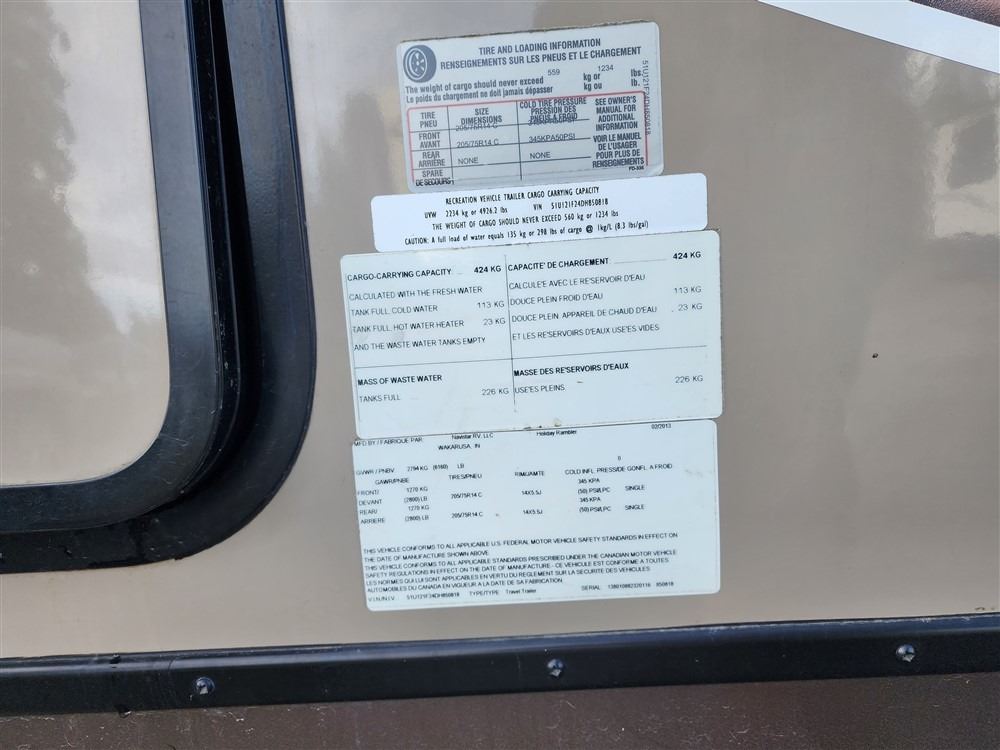 TIRE AND LOADING INFORMATION
RENSEIGNEMENTS SUR LES PNEUS ET LE CHARGEMENT
The weight of cargo should never exceed 559 kg or 1234 lbs.
Le poids du chargement ne doit jamais dépasser kg ou lb.
51U121F24DH850818
TIRE PNEU
SIZE DIMENSIONS
COLD TIRE PRESSURE PRESSION DES PNEUS A FROID
SEE OWNER'S MANUAL FOR ADDITIONAL INFORMATION
VOIR LE MANUEL DE L'USAGER POUR PLUS DE RENSEIGNEMENTS
FRONT AVANT 205/75R14 C 345KPA50PSI
REAR ARRIÈRE 205/75R14 C 345KPA50PSI
SPARE DE SECOURS NONE NONE
RECREATION VEHICLE TRAILER CARGO CARRYING CAPACITY
UVW 2234 kg or 4926.2 lbs VIN 51U121F24DH850818
THE WEIGHT OF CARGO SHOULD NEVER EXCEED 560 kg or 1234 lbs
CAUTION: A full load of water equals 135 kg or 298 lbs of cargo @ 1kg/L (8.3 lbs/gal)
CARGO-CARRYING CAPACITY 424 KG
CALCULATED WITH THE FRESH WATER
TANK FULL, COLD WATER 113 KG
TANK FULL, HOT WATER HEATER 23 KG
AND THE WASTE WATER TANKS EMPTY
MASS OF WASTE WATER
TANKS FULL 226 KG
CAPACITE' DE CHARGEMENT 424 KG
CALCULE'E AVEC LE RE'SERVOIR D'EAU
DOUCE PLEIN FROID D'EAU 113 KG
DOUCE PLEIN. APPAREIL DE CHAUD D'EAU 23 KG
ET LES RE'SERVOIRS D'EAUX USE'ES VIDES
MASSE DES RE'SERVOIRS D'EAUX
USE'ES PLEINS 226 KG
MFD BY / FABRIQUE PAR Navistar RV, LLC Holiday Rambler 02/2013
WAKARUSA, IN
0
GVWR / PNBV 2794 KG (6160) LB
GAWR/PNBE TIRES/PNEU RIM/JAMTE COLD INFL. PRESS/DE GONFL. A FROID
FRONT/ 1270 KG 345 KPA
DEVANT (2800) LB 205/75R14 C 14X5.5J (50) PSI/LPC SINGLE
REAR/ 1270 KG 345 KPA
ARRIERE (2800) LB 205/75R14 C 14X5.5J (50) PSI/LPC SINGLE
THIS VEHICLE CONFORMS TO ALL APPLICABLE U.S. FEDERAL MOTOR VEHICLE SAFETY STANDARDS IN EFFECT ON
THE DATE OF MANUFACTURE SHOWN ABOVE.
THIS VEHICLE CONFORMS TO ALL APPLICABLE STANDARDS PRESCRIBED UNDER THE CANADIAN MOTOR VEHICLE
SAFETY REGULATIONS IN EFFECT ON THE DATE OF MANUFACTURE - CE VEHICULE EST CONFORME A TOUTES
LES NORMES QUI LUI SONT APPLICABLES EN VERTU DU REGLEMENT SUR LA SECURITE DES VEHICULES
AUTOMOBILES DU CANADA EN VIGUEUR A LA DATE DE SA FABRICATION.
V.I.N./N.I.V. 51U121F24DH850818 TYPE/TYPE Travel Trailer SERIAL 138010882320116 850818